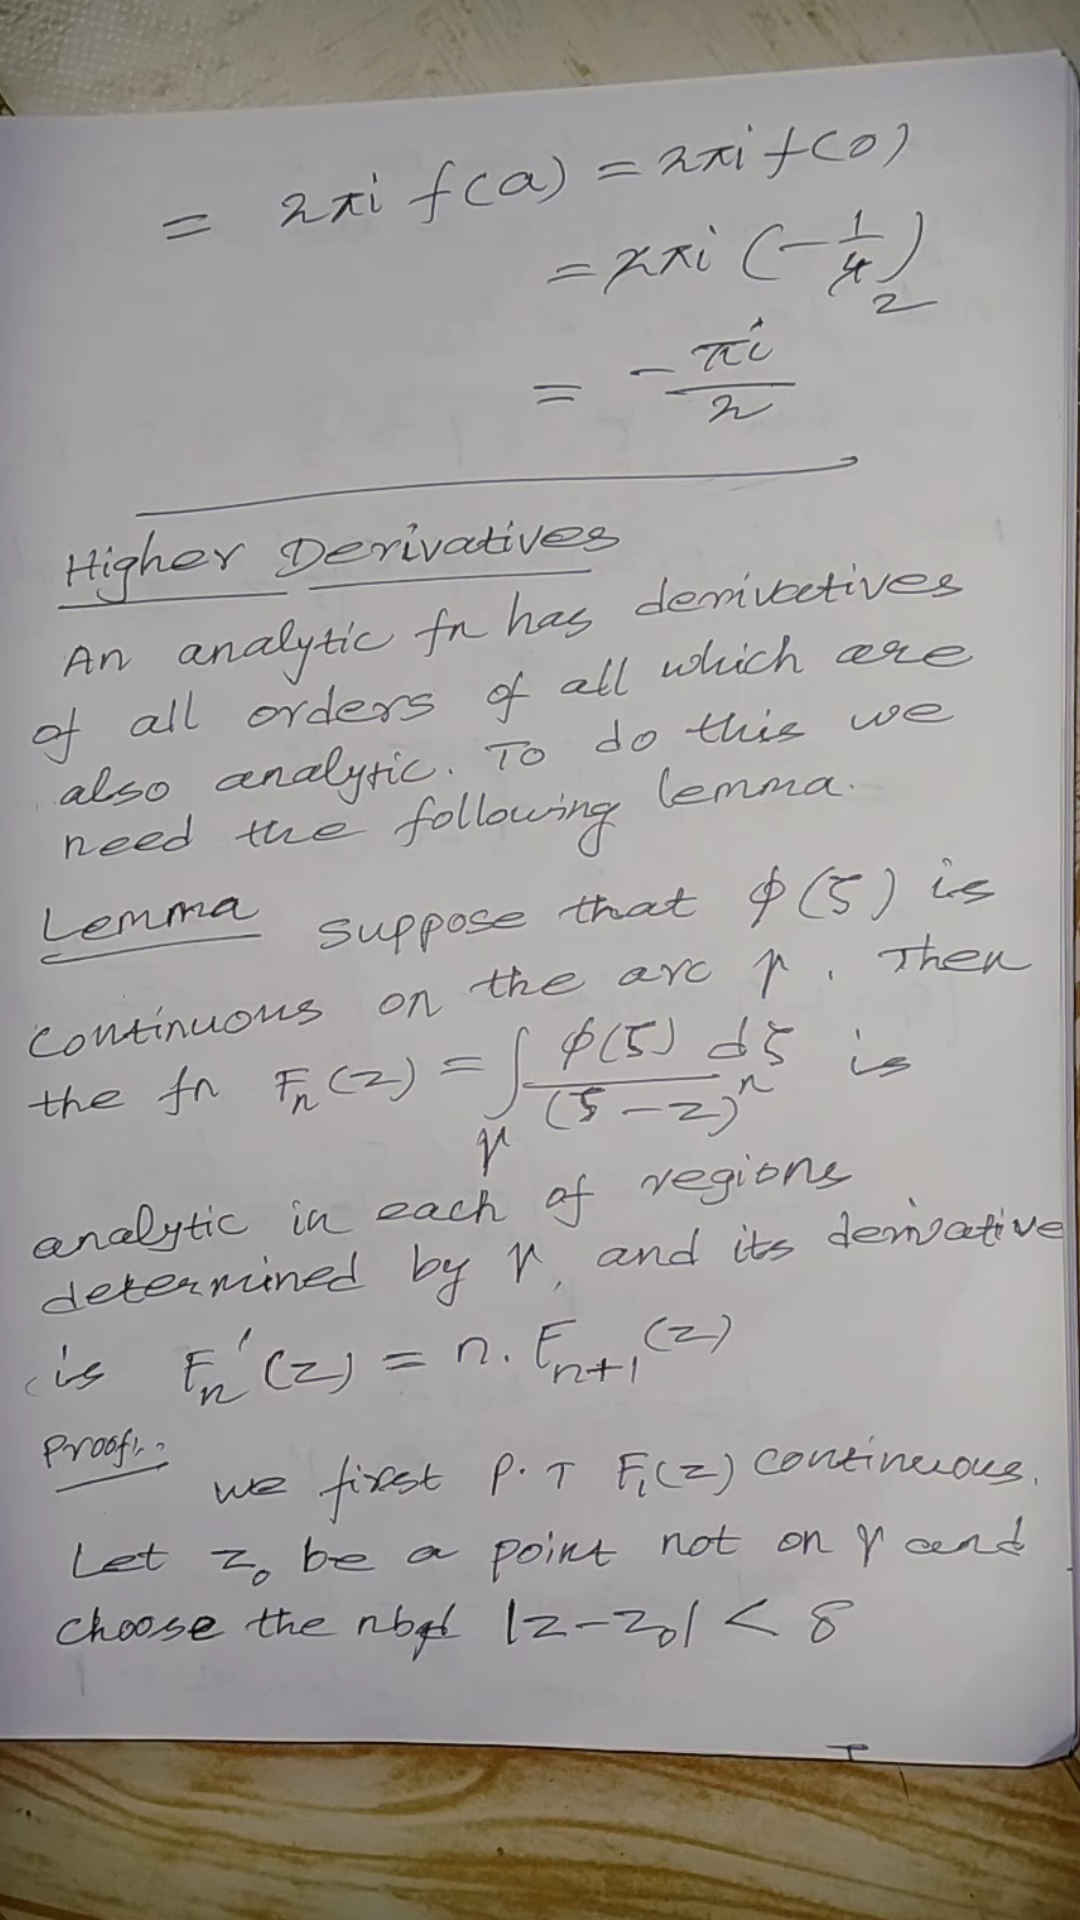 = 2πi f(a) = 2πi f(0)
= 2πi (-1/4) 2
= -πi/2
Higher Derivatives
An analytic fn has derivatives
of all orders of all which are
also analytic. To do this we
need the following lemma.
Lemma suppose that φ(ζ) is
continuous on the arc γ. Then
the fn Fₙ(z) = ∫γ φ(ζ) dζ / (ζ-z)ⁿ is
analytic in each of regions
determined by γ, and its derivative
is Fₙ'(z) = n. Fₙ₊₁(z)
Proof:
we first P.T F₁(z) continuous.
Let z₀ be a point not on γ and
choose the nbd |z-z₀| < δ